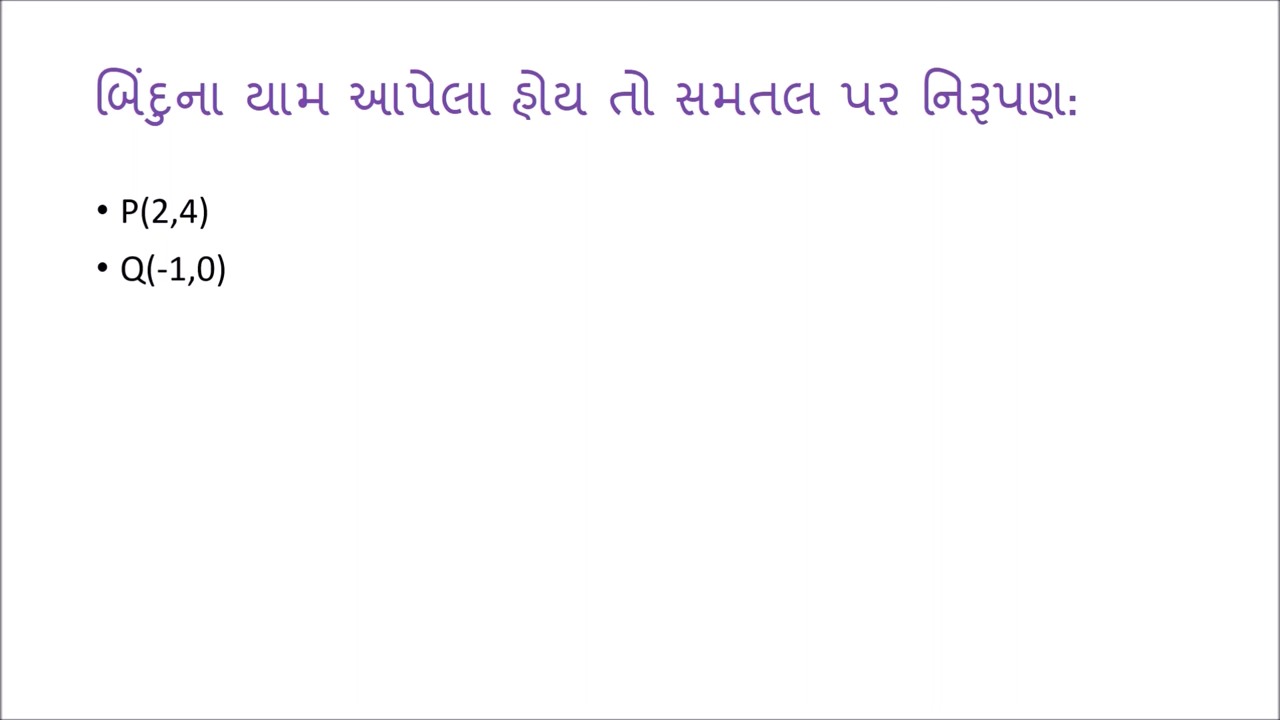 બિંદુના યામ આપેલા હોય તો સમતલ પર નિરૂપણ:
• P(2,4)
• Q(-1,0)